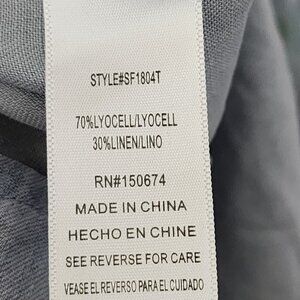 STYLE#SF1804T
70%LYOCELL/LYOCELL
30%LINEN/LINO
RN#150674
MADE IN CHINA
HECHO EN CHINE
SEE REVERSE FOR CARE
VEASE EL REVERSO PARA EL CUIDADO